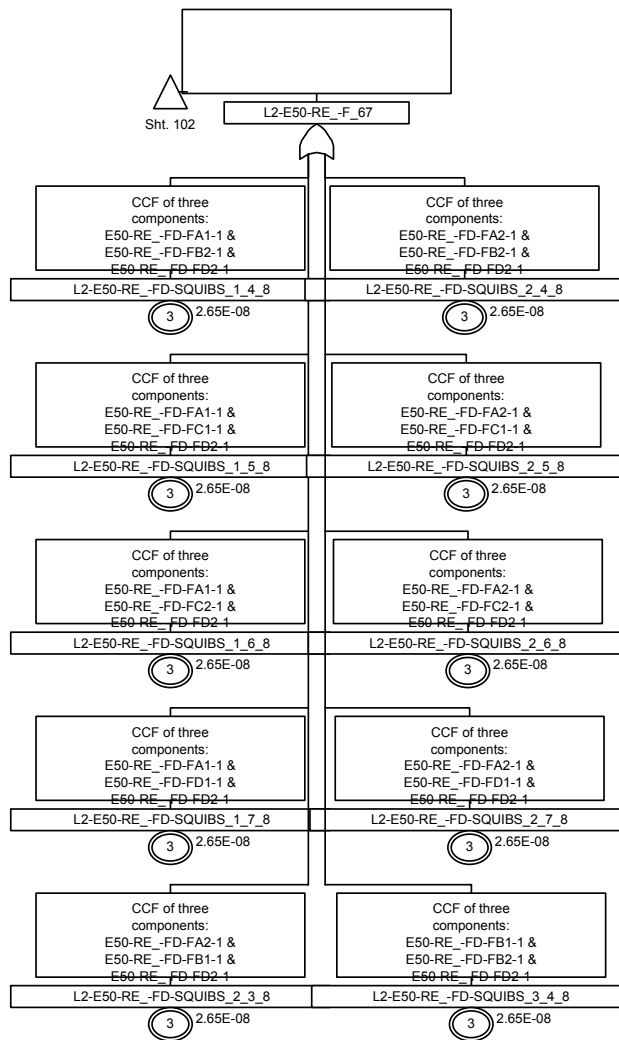 Sht. 102
L2-E50-RE_-F_67
CCF of three
components:
E50-RE_-FD-FA1-1 &
E50-RE_-FD-FB2-1 &
E50-RE_-FD-FD2-1
L2-E50-RE_-FD-SQUIBS_1_4_8
3
2.65E-08
CCF of three
components:
E50-RE_-FD-FA2-1 &
E50-RE_-FD-FB2-1 &
E50-RE_-FD-FD2-1
L2-E50-RE_-FD-SQUIBS_2_4_8
3
2.65E-08
CCF of three
components:
E50-RE_-FD-FA1-1 &
E50-RE_-FD-FC1-1 &
E50-RE_-FD-FD2-1
L2-E50-RE_-FD-SQUIBS_1_5_8
3
2.65E-08
CCF of three
components:
E50-RE_-FD-FA2-1 &
E50-RE_-FD-FC1-1 &
E50-RE_-FD-FD2-1
L2-E50-RE_-FD-SQUIBS_2_5_8
3
2.65E-08
CCF of three
components:
E50-RE_-FD-FA1-1 &
E50-RE_-FD-FC2-1 &
E50-RE_-FD-FD2-1
L2-E50-RE_-FD-SQUIBS_1_6_8
3
2.65E-08
CCF of three
components:
E50-RE_-FD-FA2-1 &
E50-RE_-FD-FC2-1 &
E50-RE_-FD-FD2-1
L2-E50-RE_-FD-SQUIBS_2_6_8
3
2.65E-08
CCF of three
components:
E50-RE_-FD-FA1-1 &
E50-RE_-FD-FD1-1 &
E50-RE_-FD-FD2-1
L2-E50-RE_-FD-SQUIBS_1_7_8
3
2.65E-08
CCF of three
components:
E50-RE_-FD-FA2-1 &
E50-RE_-FD-FD1-1 &
E50-RE_-FD-FD2-1
L2-E50-RE_-FD-SQUIBS_2_7_8
3
2.65E-08
CCF of three
components:
E50-RE_-FD-FA2-1 &
E50-RE_-FD-FB1-1 &
E50-RE_-FD-FD2-1
L2-E50-RE_-FD-SQUIBS_2_3_8
3
2.65E-08
CCF of three
components:
E50-RE_-FD-FB1-1 &
E50-RE_-FD-FB2-1 &
E50-RE_-FD-FD2-1
L2-E50-RE_-FD-SQUIBS_3_4_8
3
2.65E-08